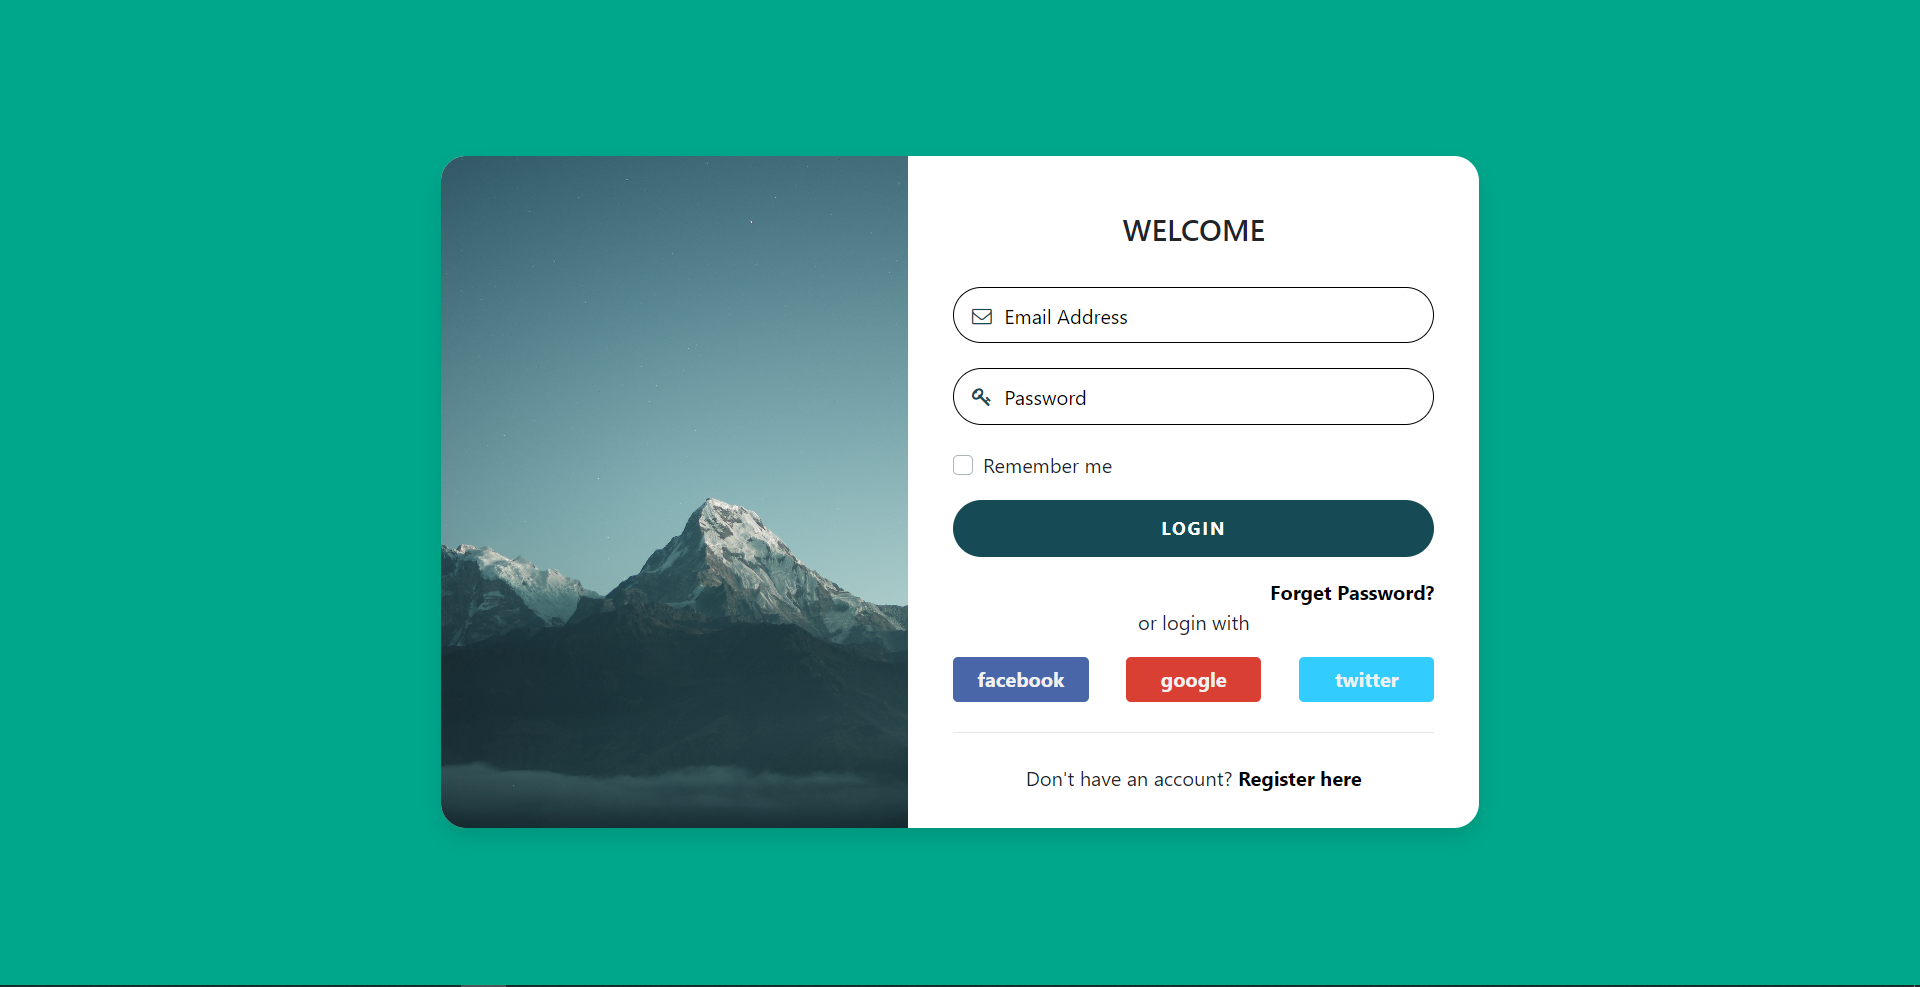 WELCOME
Email Address
Password
Remember me
LOGIN
Forget Password?
or login with
facebook google twitter
Don't have an account? Register here